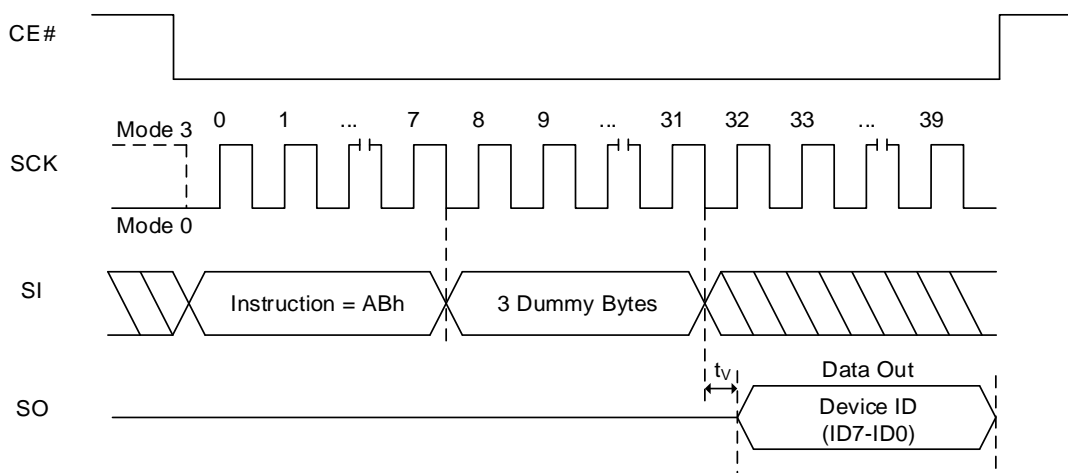 CE#
0 1 ... 7 8 9 ... 31 32 33 ... 39
Mode 3
SCK
Mode 0
SI
Instruction = ABh
3 Dummy Bytes
tV
Data Out
SO
Device ID
(ID7-ID0)